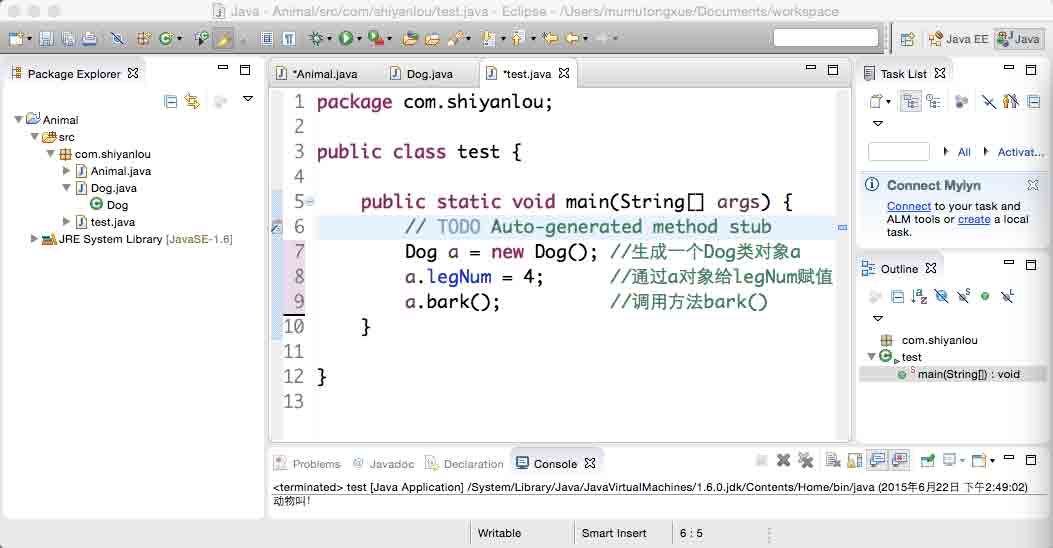 Java - Animal/src/com/shiyanlou/test.java - Eclipse - /Users/mumutongxue/Documents/workspace
Java EE
Java
Package Explorer
Animal
src
com.shiyanlou
Animal.java
Dog.java
Dog
test.java
JRE System Library [JavaSE-1.6]
*Animal.java
Dog.java
*test.java
1 package com.shiyanlou;
2
3 public class test {
4
5 public static void main(String[] args) {
6 // TODO Auto-generated method stub
7 Dog a = new Dog(); //生成一个Dog类对象a
8 a.legNum = 4; //通过a对象给legNum赋值
9 a.bark(); //调用方法bark()
10 }
11
12 }
13
Task List
All
Activat...
Connect Mylyn
Connect to your task and
ALM tools or create a local
task.
Outline
com.shiyanlou
test
main(String[]) : void
Problems
Javadoc
Declaration
Console
<terminated> test [Java Application] /System/Library/Java/JavaVirtualMachines/1.6.0.jdk/Contents/Home/bin/java (2015年6月22日 下午2:49:02)
动物叫!
Writable
Smart Insert
6 : 5